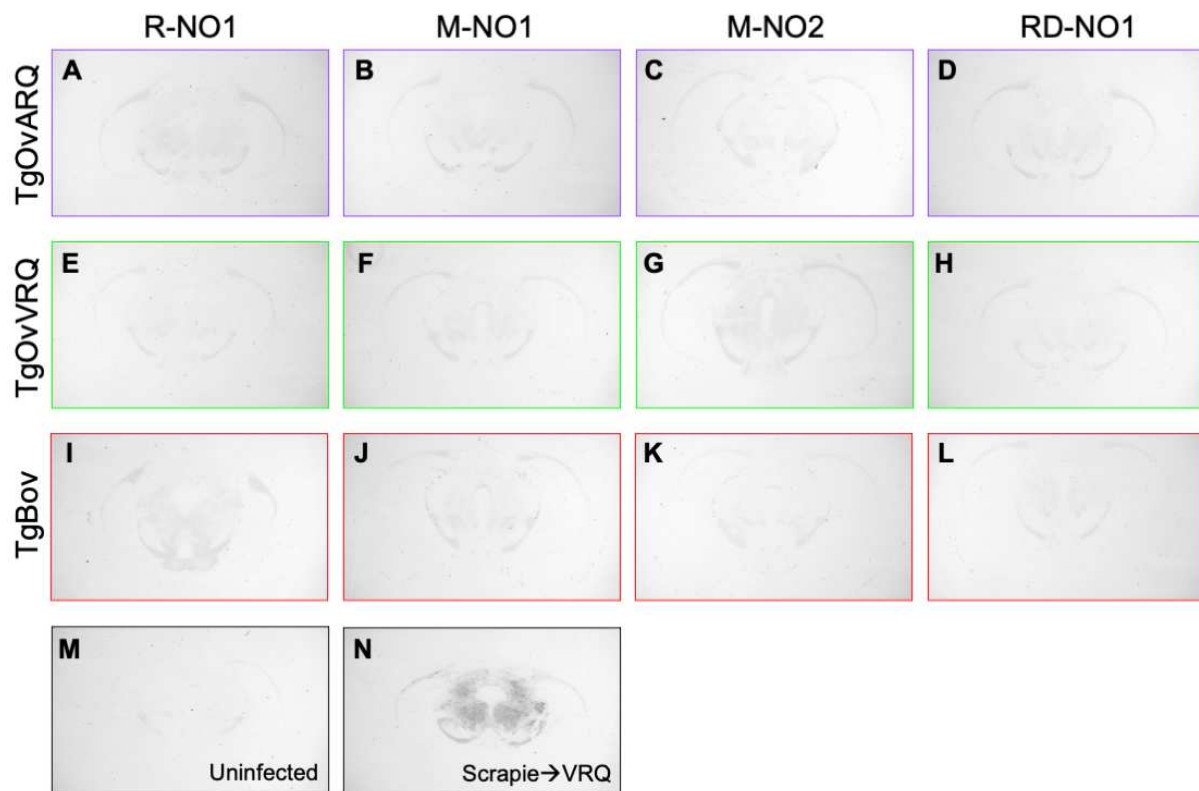 R-NO1 M-NO1 M-NO2 RD-NO1
TgOvARQ
A B C D
TgOvVRQ
E F G H
TgBov
I J K L
M N
Uninfected Scrapie→VRQ